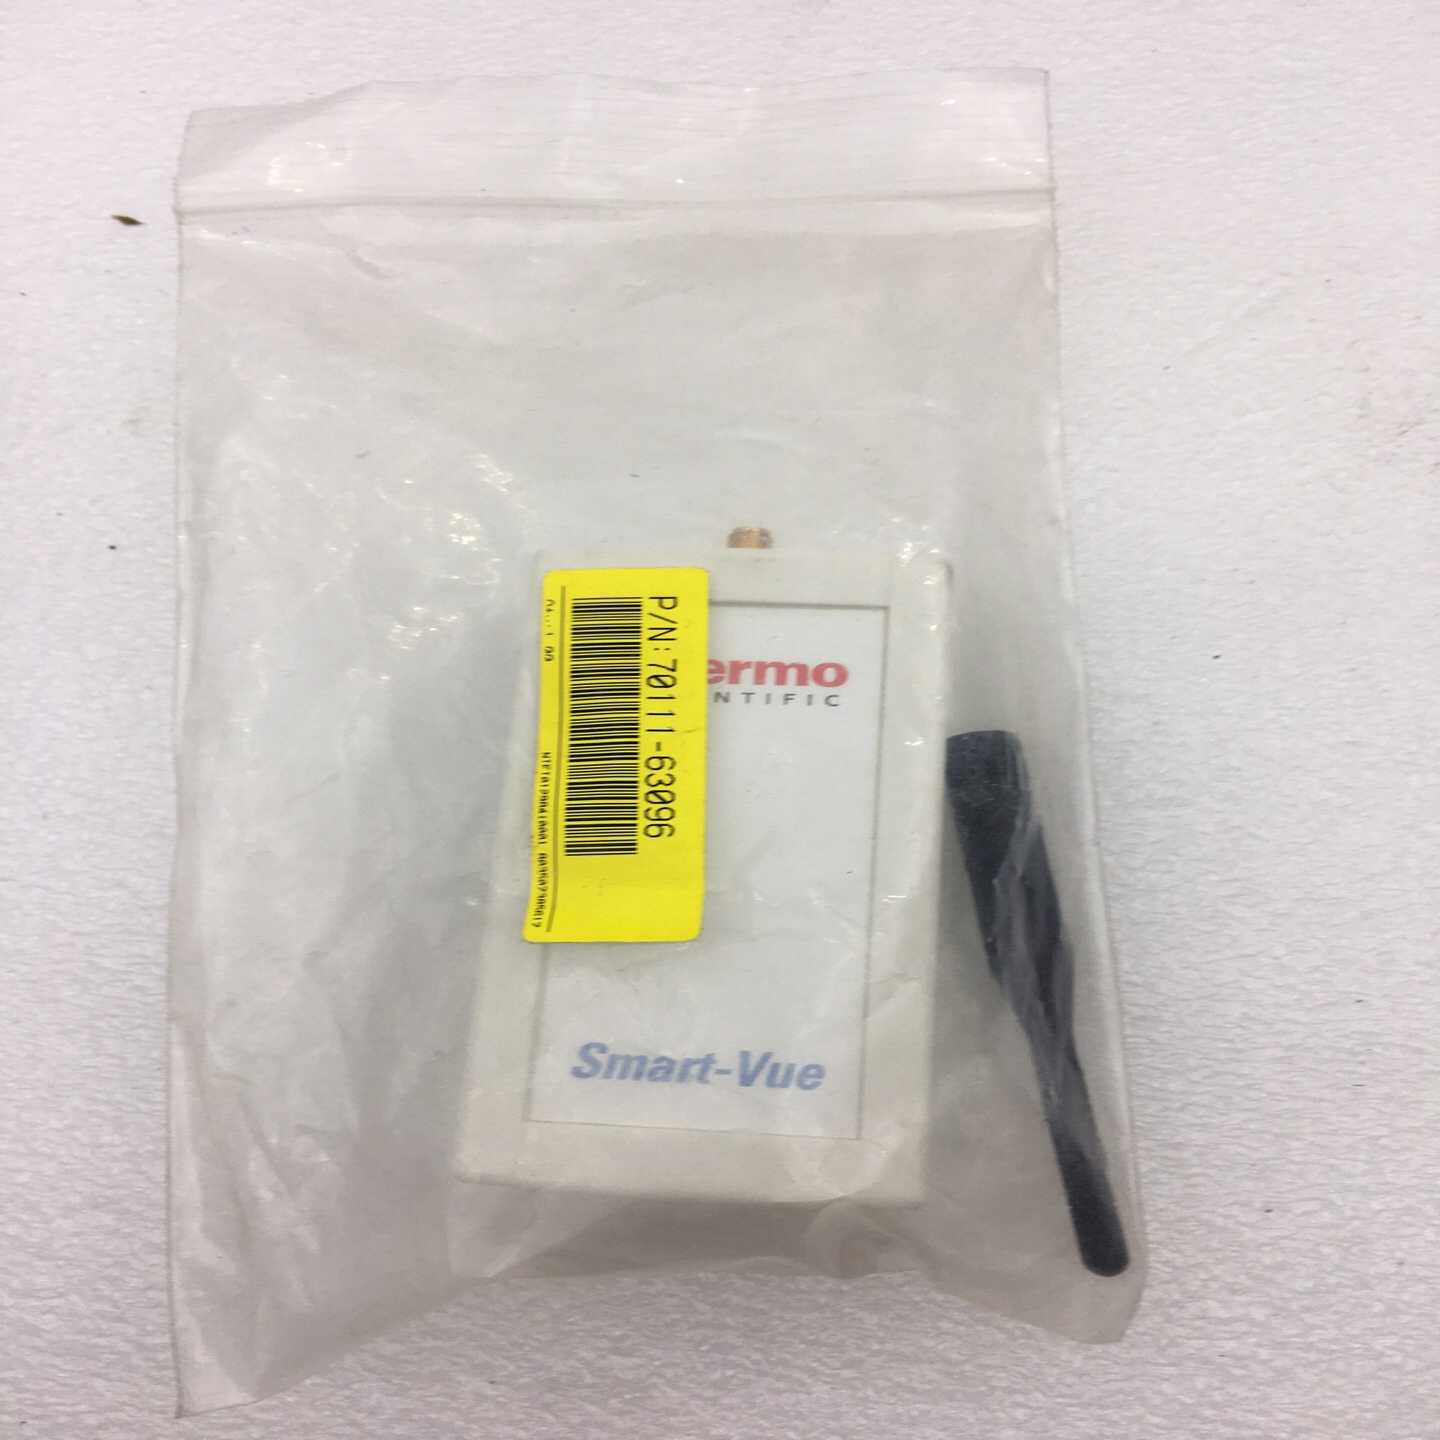 P/N:70111-63096
ermo
NTIFIC
Smart-Vue